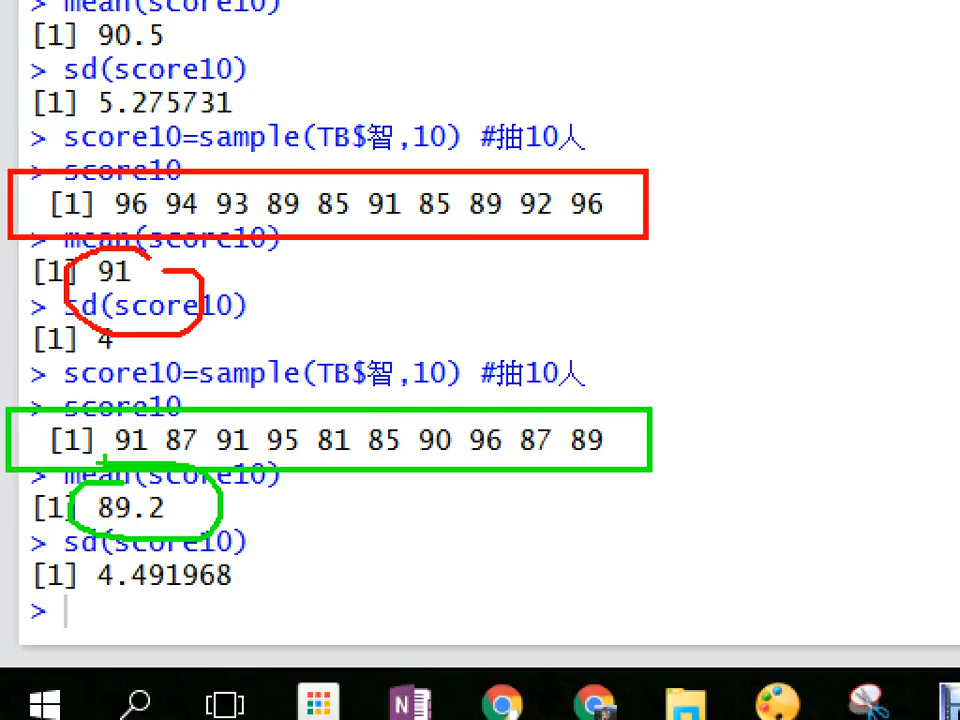 > mean(score10)
[1] 90.5
> sd(score10)
[1] 5.275731
> score10=sample(TB$智,10) #抽10人
> score10
[1] 96 94 93 89 85 91 85 89 92 96
> mean(score10)
[1] 91
> sd(score10)
[1] 4
> score10=sample(TB$智,10) #抽10人
> score10
[1] 91 87 91 95 81 85 90 96 87 89
> mean(score10)
[1] 89.2
> sd(score10)
[1] 4.491968
>
N